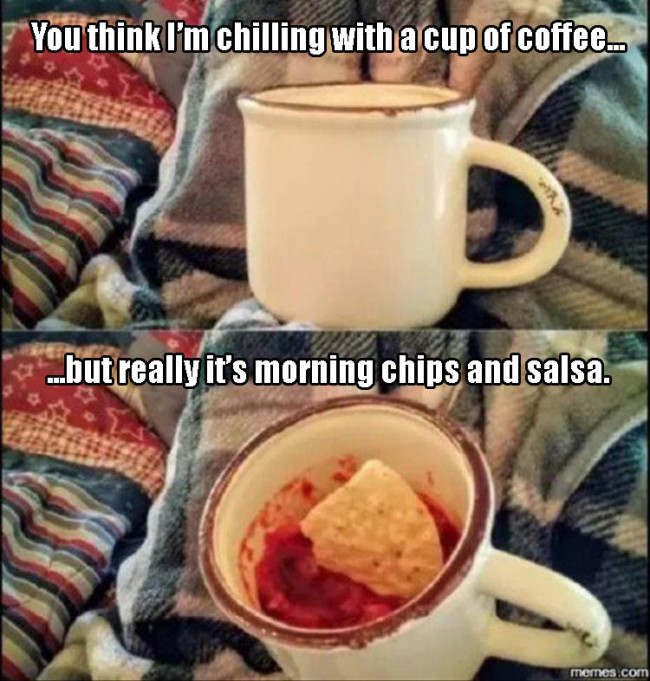 You think I'm chilling with a cup of coffee...
...but really it's morning chips and salsa.
memes.com